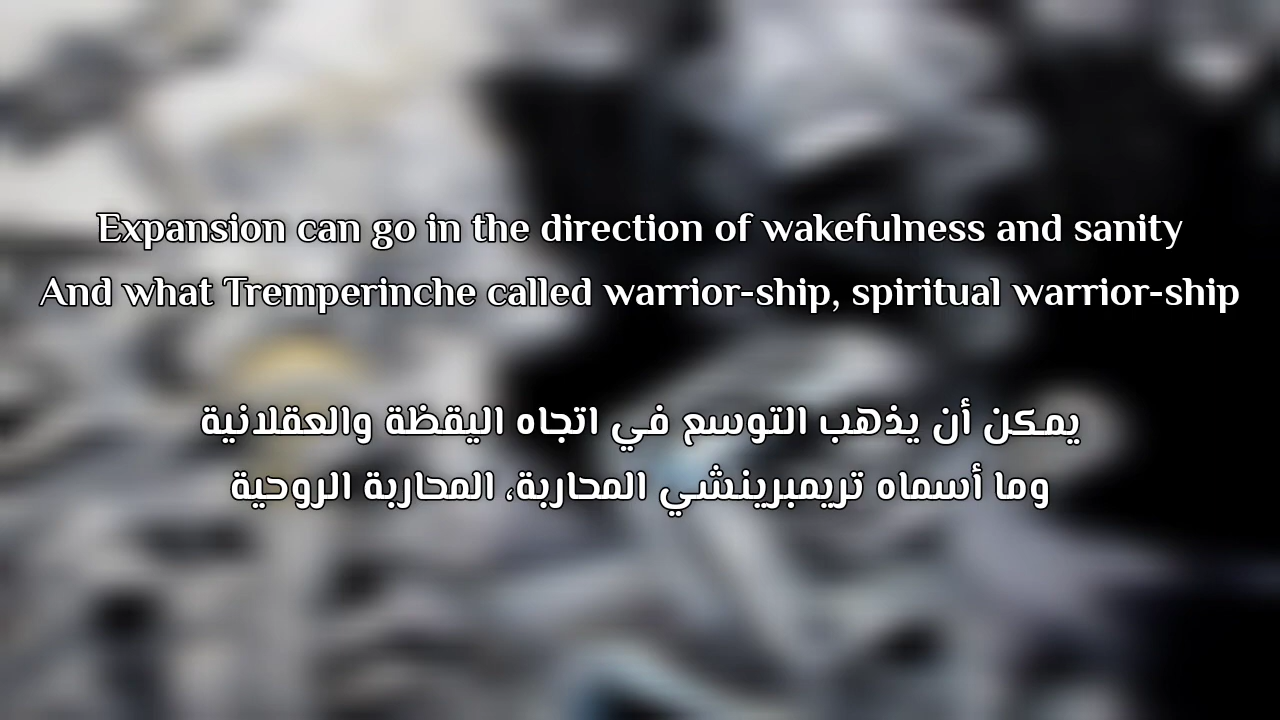 Expansion can go in the direction of wakefulness and sanity
And what Tremperinche called warrior-ship, spiritual warrior-ship
يمكن أن يذهب التوسع في اتجاه اليقظة والعقلانية
وما أسماه تريمبرينشي المحاربة، المحاربة الروحية